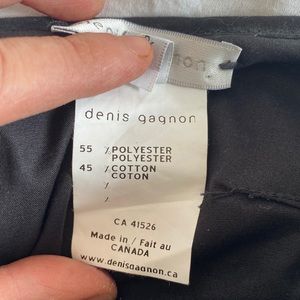 denis gagnon
55 % POLYESTER
POLYESTER
45 % COTTON
COTON
%
%
CA 41526
Made in / Fait au
CANADA
www.denisgagnon.ca